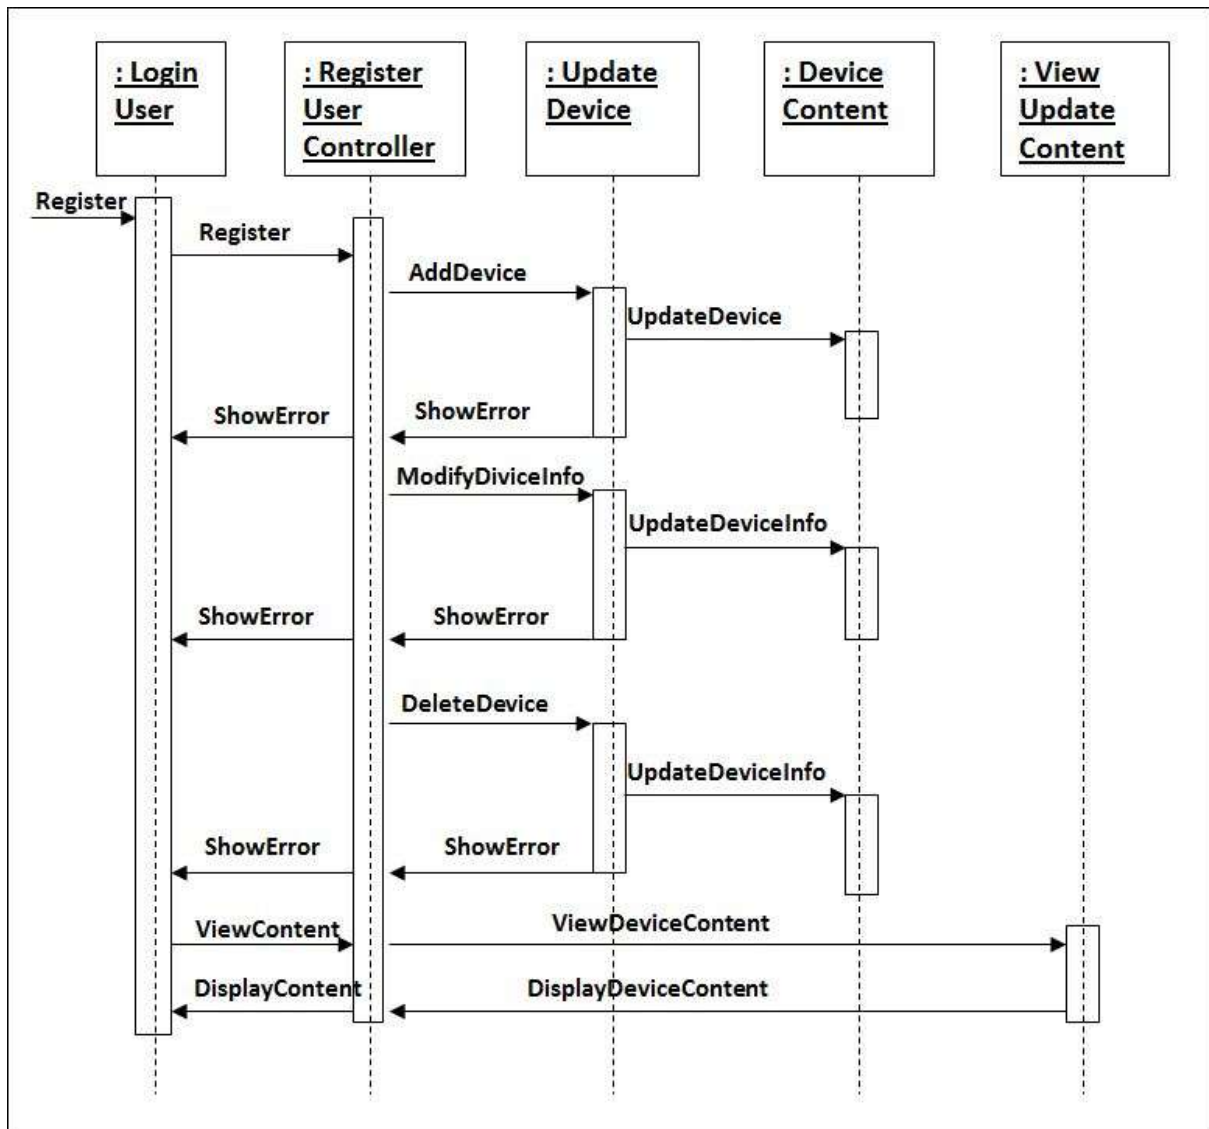 : Login
User
: Register
User
Controller
: Update
Device
: Device
Content
: View
Update
Content
Register
Register
AddDevice
UpdateDevice
ShowError
ShowError
ModifyDiviceInfo
UpdateDeviceInfo
ShowError
ShowError
DeleteDevice
UpdateDeviceInfo
ShowError
ShowError
ViewContent
ViewDeviceContent
DisplayContent
DisplayDeviceContent